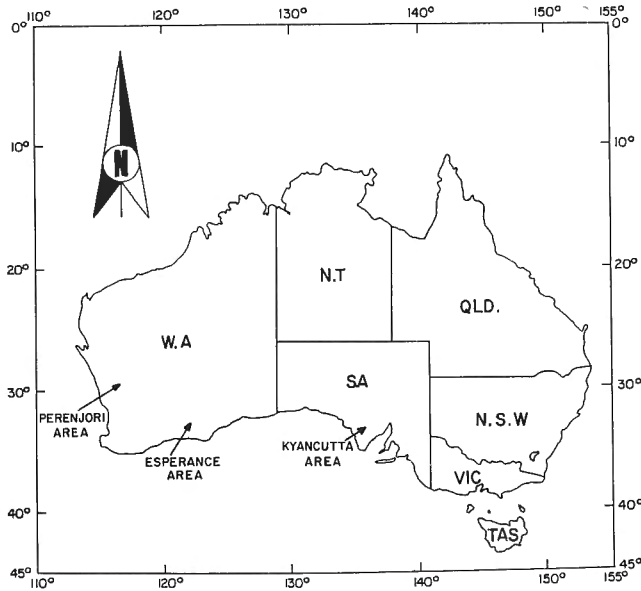 110° 120° 130° 140° 150° 155°
0° 0°
N
10° 10°
N.T
20° 20°
QLD.
W.A
S.A
30° 30°
PERENJORI
AREA
N.S.W
KYANCUTTA
AREA
ESPERANCE
AREA
VIC
40° 40°
TAS
45° 45°
110° 120° 130° 140° 150° 155°